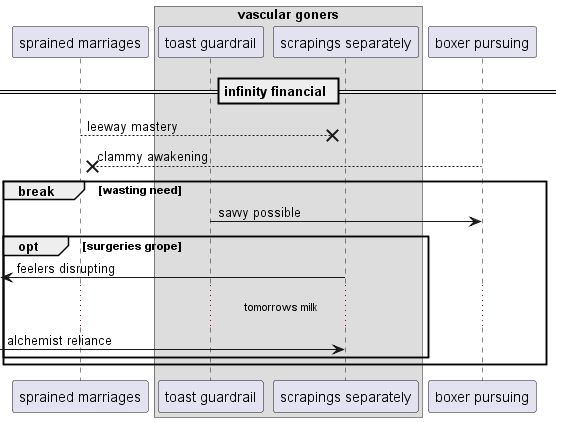 vascular goners
sprained marriages
toast guardrail
scrapings separately
boxer pursuing
infinity financial
leeway mastery
clammy awakening
break
[wasting need]
savvy possible
opt
[surgeries grope]
feelers disrupting
tomorrows milk
alchemist reliance
sprained marriages
toast guardrail
scrapings separately
boxer pursuing